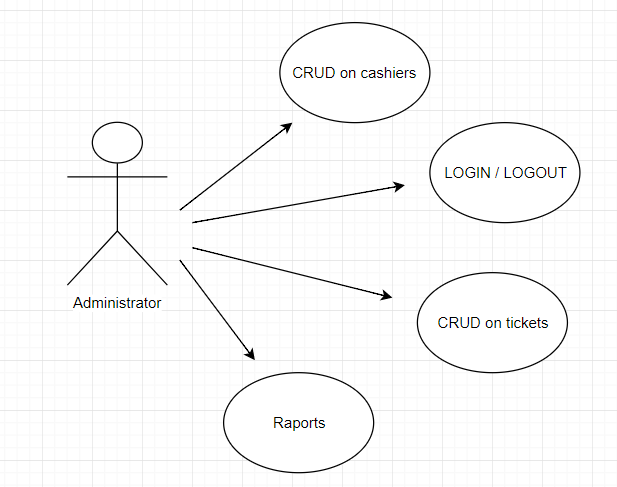 CRUD on cashiers
LOGIN / LOGOUT
Administrator
CRUD on tickets
Raports